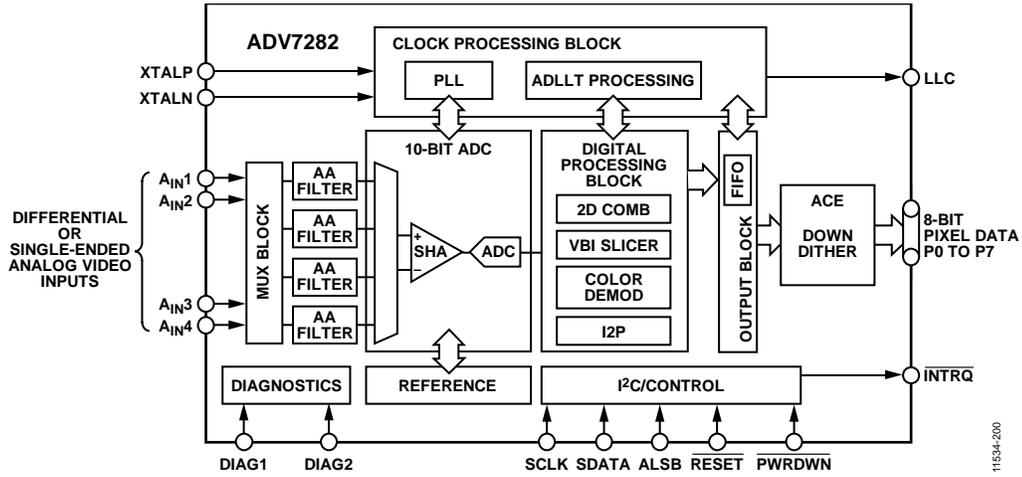 ADV7282
CLOCK PROCESSING BLOCK
PLL
ADLLT PROCESSING
XTALP
XTALN
LLC
10-BIT ADC
DIGITAL
PROCESSING
BLOCK
2D COMB
VBI SLICER
COLOR
DEMOD
I2P
FIFO
OUTPUT BLOCK
ACE
DOWN
DITHER
8-BIT
PIXEL DATA
P0 TO P7
DIFFERENTIAL
OR
SINGLE-ENDED
ANALOG VIDEO
INPUTS
AIN1
AIN2
AIN3
AIN4
MUX BLOCK
AA
FILTER
AA
FILTER
AA
FILTER
AA
FILTER
+
SHA
–
ADC
DIAGNOSTICS
REFERENCE
I2C/CONTROL
INTRQ
DIAG1
DIAG2
SCLK
SDATA
ALSB
RESET
PWRDWN
11534-200